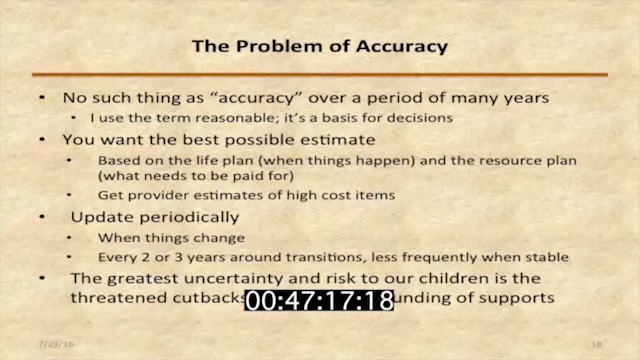 The Problem of Accuracy
• No such thing as “accuracy” over a period of many years
• I use the term reasonable; it’s a basis for decisions
• You want the best possible estimate
• Based on the life plan (when things happen) and the resource plan
(what needs to be paid for)
• Get provider estimates of high cost items
• Update periodically
• When things change
• Every 2 or 3 years around transitions, less frequently when stable
• The greatest uncertainty and risk to our children is the
threatened cutbacks unding of supports
00:47:17:18
7/29/16
18